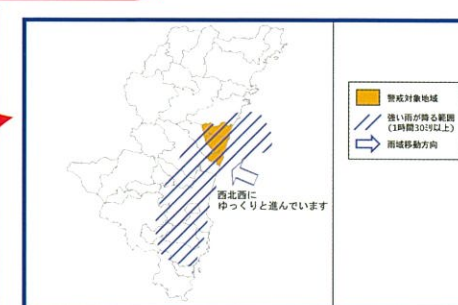 西北西に
ゆっくりと進んでいます
警戒対象地域
強い雨が降る範囲
(1時間30㍉以上)
雨域移動方向